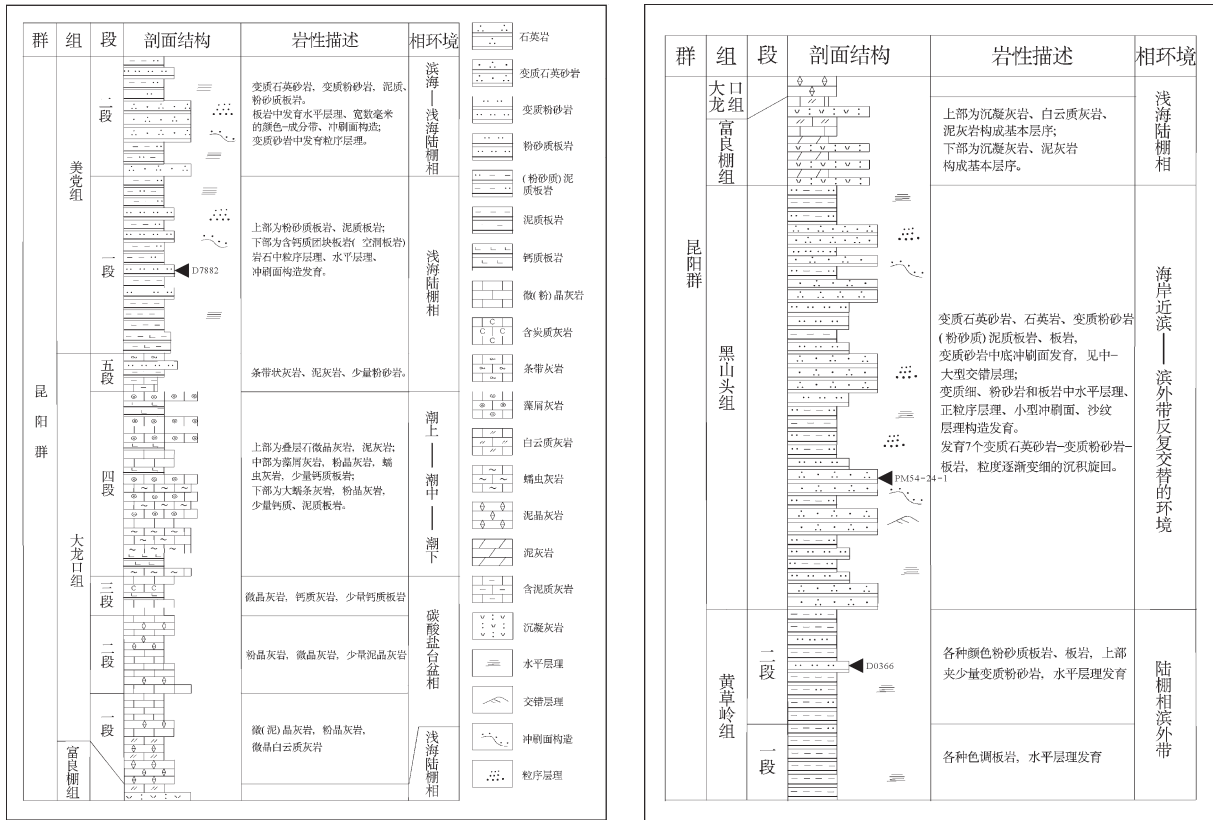 群 组 段 剖面结构 岩性描述 相环境
昆阳群
美党组
二段
变质石英砂岩, 变质粉砂岩, 泥质、
粉砂质板岩。
板岩中发育水平层理、宽数毫米
的颜色-成分带、冲刷面构造;
变质砂岩中发育粒序层理。
滨海—浅海陆棚相
一段
上部为粉砂质板岩、泥质板岩;
下部为含钙质团块板岩(空洞板岩)
岩石中粒序层理、水平层理、
冲刷面构造发育。
D7882
浅海陆棚相
大龙口组
五段
条带状灰岩, 泥灰岩、少量粉砂岩。
四段
上部为叠层石微晶灰岩, 泥灰岩;
中部为藻屑灰岩, 粉晶灰岩, 蠕
虫灰岩, 少量钙质板岩;
下部为大蠕条灰岩, 粉晶灰岩,
少量钙质、泥质板岩。
潮上—潮中—潮下
三段
微晶灰岩, 钙质灰岩, 少量钙质板岩
二段
粉晶灰岩, 微晶灰岩, 少量泥晶灰岩
碳酸盐台盆相
一段
微(泥)晶灰岩, 粉晶灰岩,
微晶白云质灰岩
富良棚组
浅海陆棚相
石英岩
变质石英砂岩
变质粉砂岩
粉砂质板岩
(粉砂质)泥
质板岩
泥质板岩
钙质板岩
微(粉)晶灰岩
含炭质灰岩
条带灰岩
藻屑灰岩
白云质灰岩
蠕虫灰岩
泥晶灰岩
泥灰岩
含泥质灰岩
沉凝灰岩
水平层理
交错层理
冲刷面构造
粒序层理
群 组 段 剖面结构 岩性描述 相环境
昆阳群
大龙口组
富良棚组
上部为沉凝灰岩、白云质灰岩、
泥灰岩构成基本层序;
下部为沉凝灰岩、泥灰岩
构成基本层序。
浅海陆棚相
黑山头组
变质石英砂岩、石英岩、变质粉砂岩
(粉砂质)泥质板岩、板岩,
变质砂岩中底冲刷面发育, 见中-
大型交错层理;
变质细、粉砂岩和板岩中水平层理、
正粒序层理、小型冲刷面、沙纹
层理构造发育。
发育7个变质石英砂岩-变质粉砂岩-
板岩, 粒度逐渐变细的沉积旋回。
PM54-24-1
海岸近滨—滨外带反复交替的环境
黄草岭组
二段
各种颜色粉砂质板岩、板岩, 上部
夹少量变质粉砂岩, 水平层理发育
D0366
一段
各种色调板岩, 水平层理发育
陆棚相滨外带